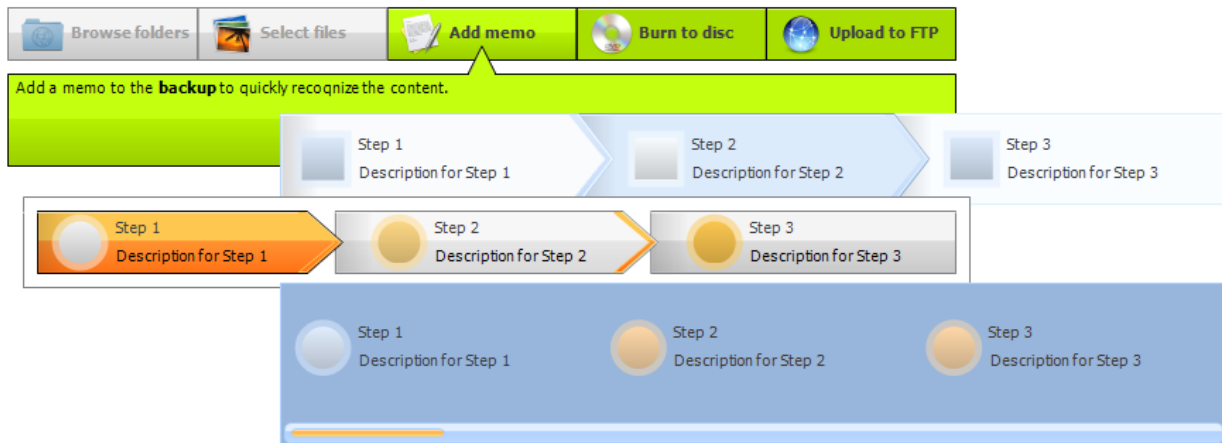 Browse folders Select files Add memo Burn to disc Upload to FTP
Add a memo to the backup to quickly recognize the content.
Step 1 Step 2 Step 3
Description for Step 1 Description for Step 2 Description for Step 3
Step 1 Step 2 Step 3
Description for Step 1 Description for Step 2 Description for Step 3
Step 1 Step 2 Step 3
Description for Step 1 Description for Step 2 Description for Step 3